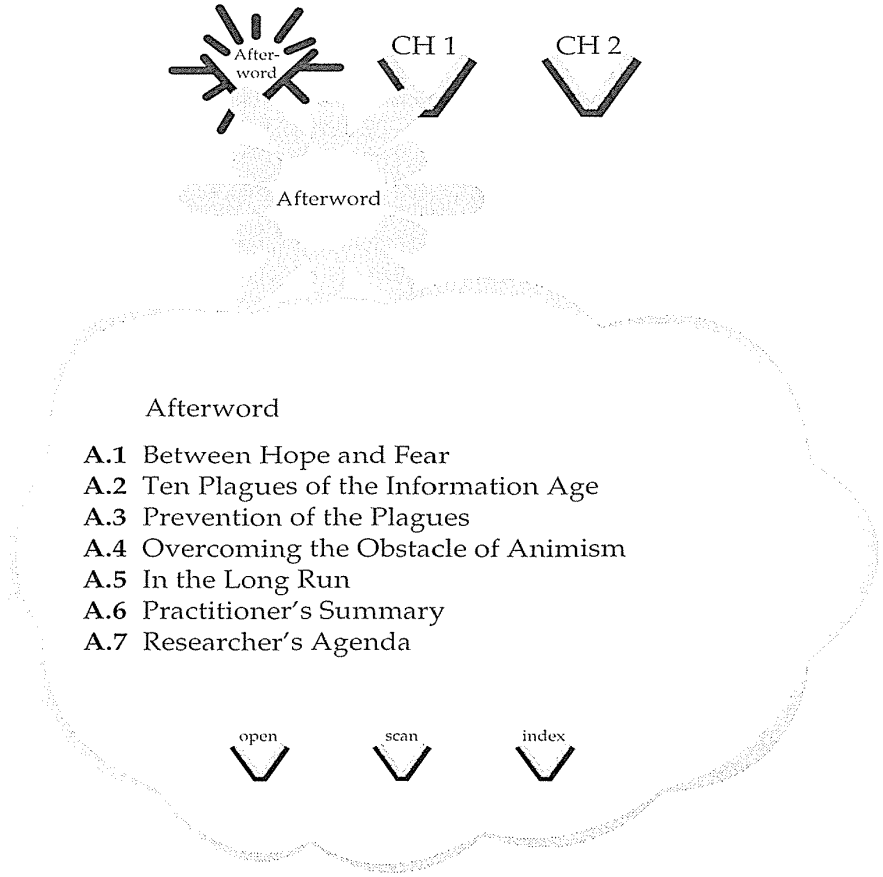 After-
word
CH 1
CH 2
Afterword
Afterword
A.1 Between Hope and Fear
A.2 Ten Plagues of the Information Age
A.3 Prevention of the Plagues
A.4 Overcoming the Obstacle of Animism
A.5 In the Long Run
A.6 Practitioner's Summary
A.7 Researcher's Agenda
open
scan
index